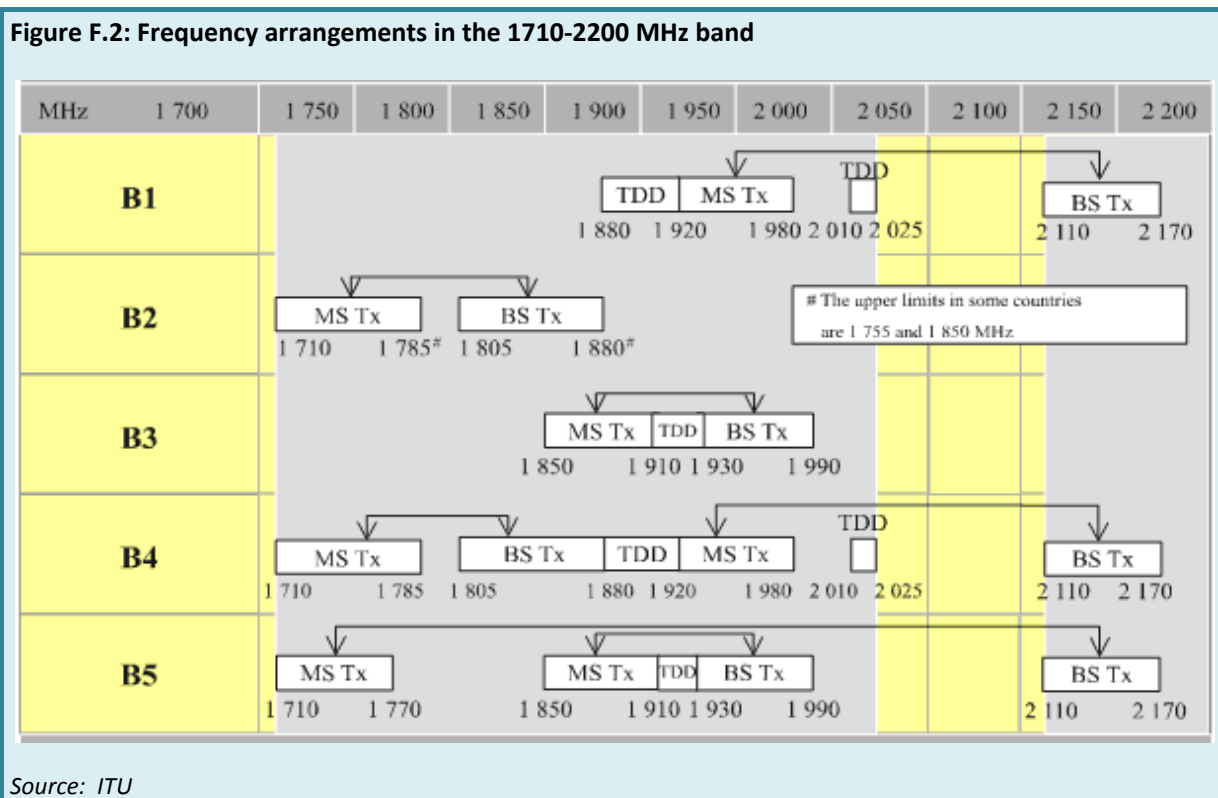 Figure F.2: Frequency arrangements in the 1710-2200 MHz band
MHz 1 700 1 750 1 800 1 850 1 900 1 950 2 000 2 050 2 100 2 150 2 200
TDD
B1 TDD MS Tx BS Tx
1 880 1 920 1 980 2 010 2 025 2 110 2 170
# The upper limits in some countries
are 1 755 and 1 850 MHz
B2 MS Tx BS Tx
1 710 1 785# 1 805 1 880#
B3 MS Tx TDD BS Tx
1 850 1 910 1 930 1 990
TDD
B4 MS Tx BS Tx TDD MS Tx BS Tx
1 710 1 785 1 805 1 880 1 920 1 980 2 010 2 025 2 110 2 170
B5 MS Tx MS Tx TDD BS Tx BS Tx
1 710 1 770 1 850 1 910 1 930 1 990 2 110 2 170
Source: ITU